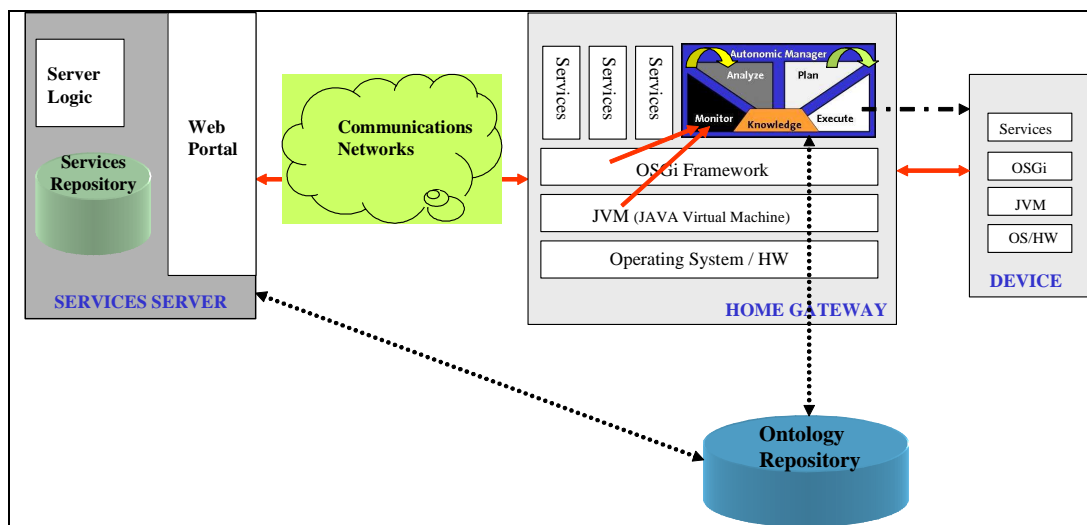 Server
Logic
Services
Repository
Web
Portal
SERVICES SERVER
Communications
Networks
Services
Services
Services
Autonomic Manager
Analyze
Plan
Monitor
Knowledge
Execute
OSGi Framework
JVM (JAVA Virtual Machine)
Operating System / HW
HOME GATEWAY
Services
OSGi
JVM
OS/HW
DEVICE
Ontology
Repository